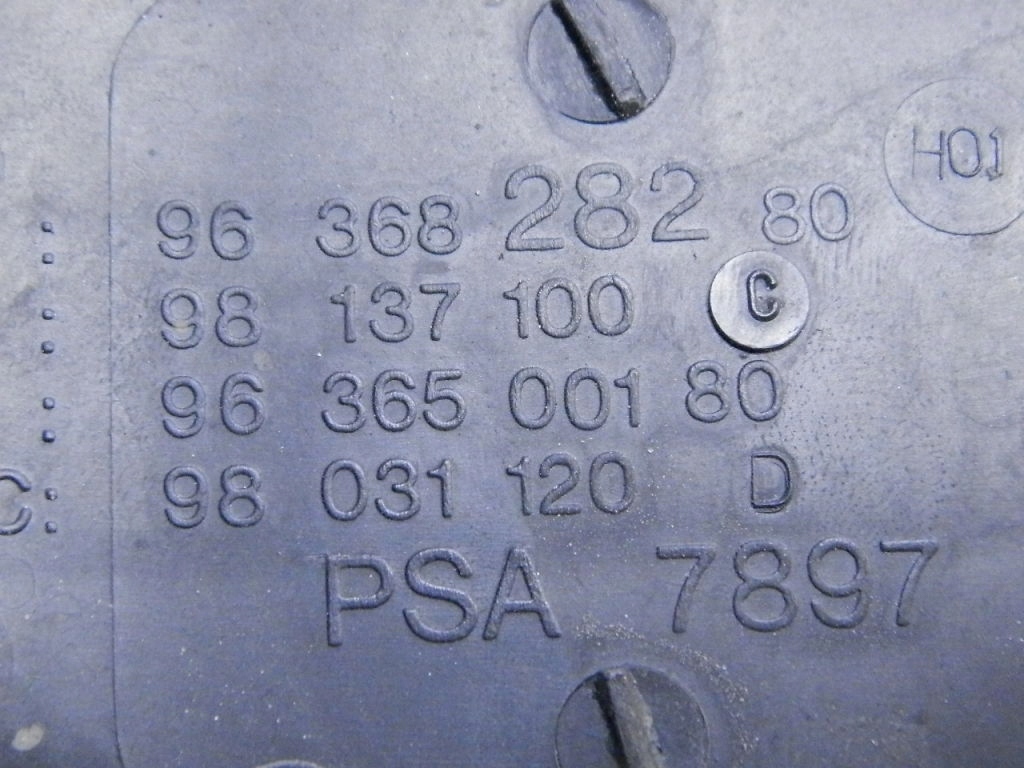 H01
96 368 282 80
: 98 137 100 C
: 96 365 001 80
C: 98 031 120 D
PSA 7897